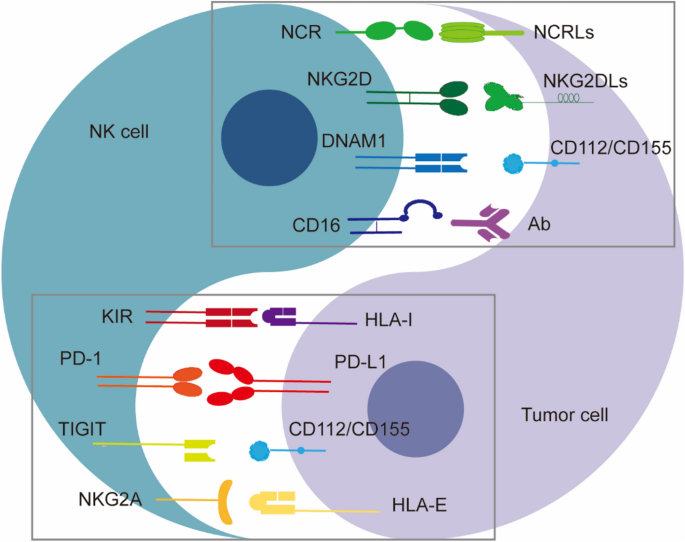 NCR NCRLs
NKG2D NKG2DLs
NK cell
DNAM1 CD112/CD155
CD16 Ab
KIR HLA-I
PD-1 PD-L1
TIGIT CD112/CD155
Tumor cell
NKG2A HLA-E